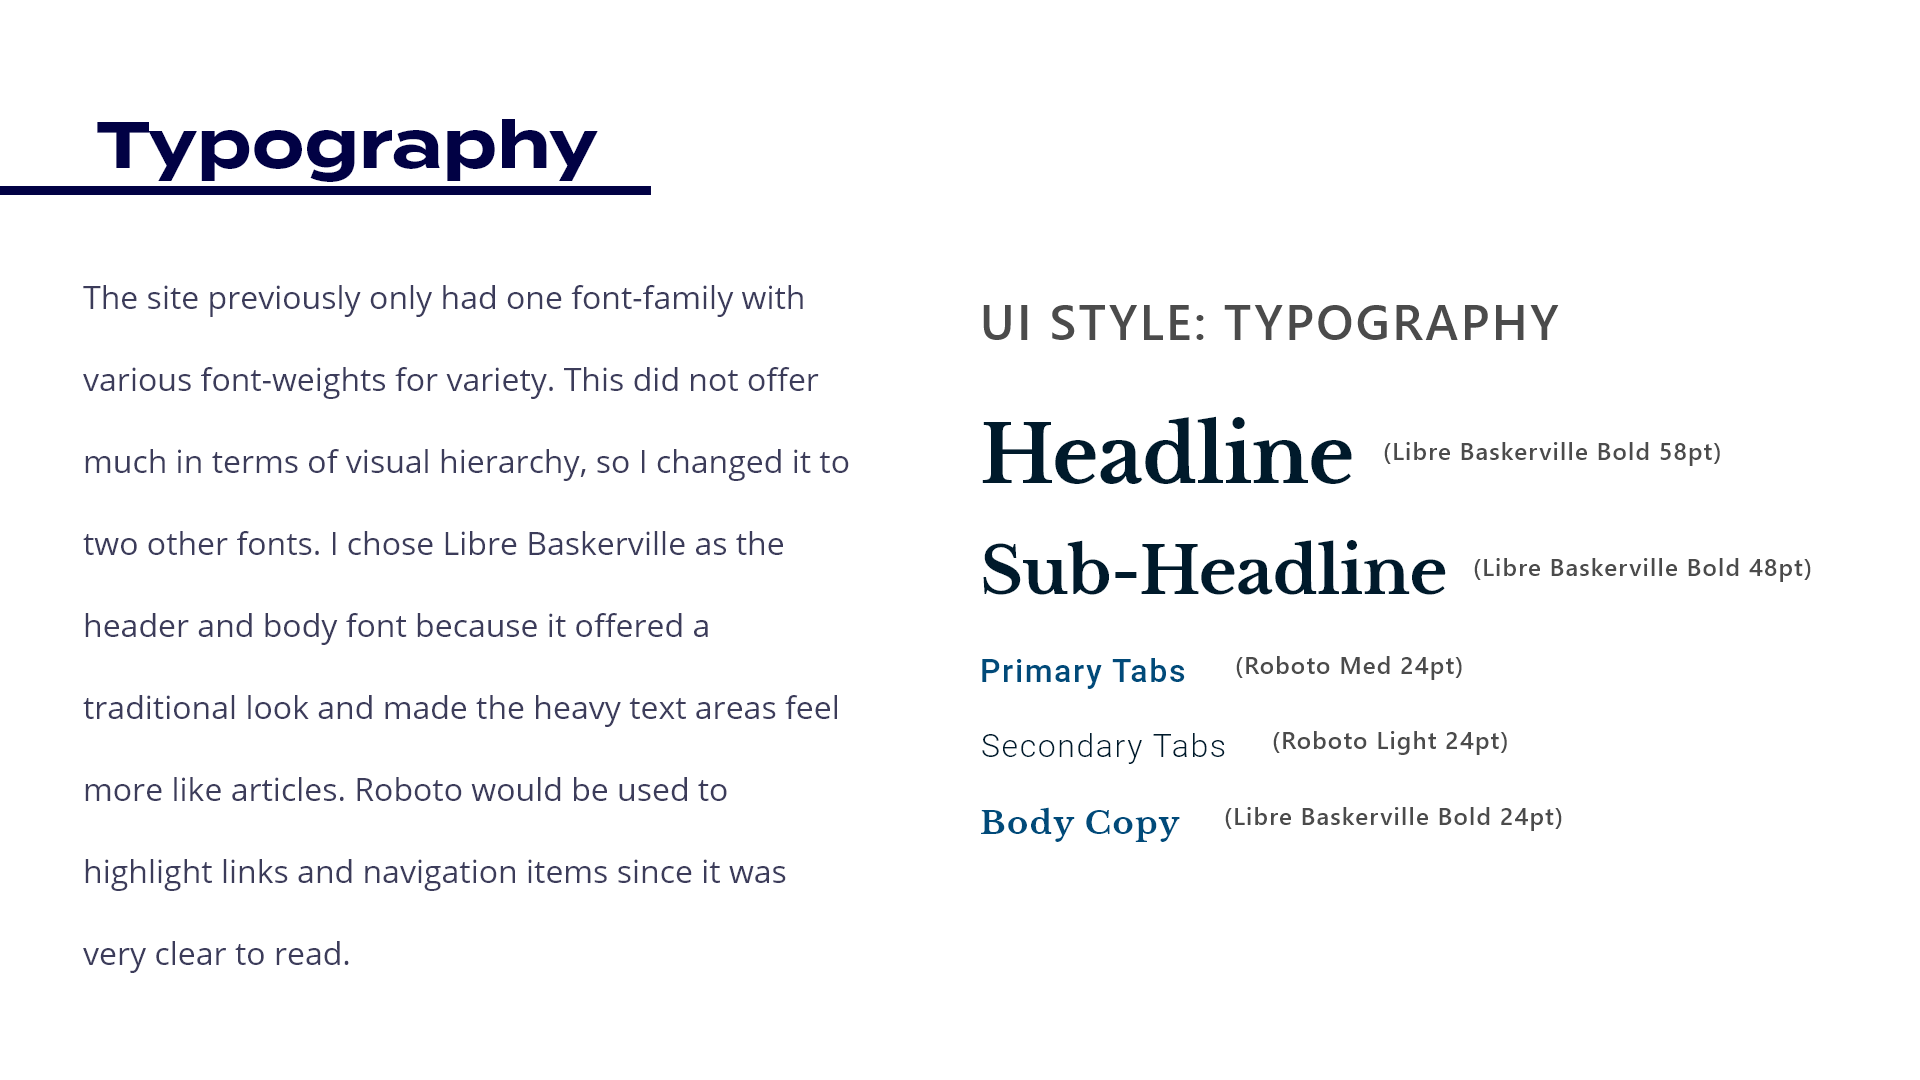 Typography
The site previously only had one font-family with
various font-weights for variety. This did not offer
much in terms of visual hierarchy, so I changed it to
two other fonts. I chose Libre Baskerville as the
header and body font because it offered a
traditional look and made the heavy text areas feel
more like articles. Roboto would be used to
highlight links and navigation items since it was
very clear to read.
UI STYLE: TYPOGRAPHY
Headline (Libre Baskerville Bold 58pt)
Sub-Headline (Libre Baskerville Bold 48pt)
Primary Tabs (Roboto Med 24pt)
Secondary Tabs (Roboto Light 24pt)
Body Copy (Libre Baskerville Bold 24pt)